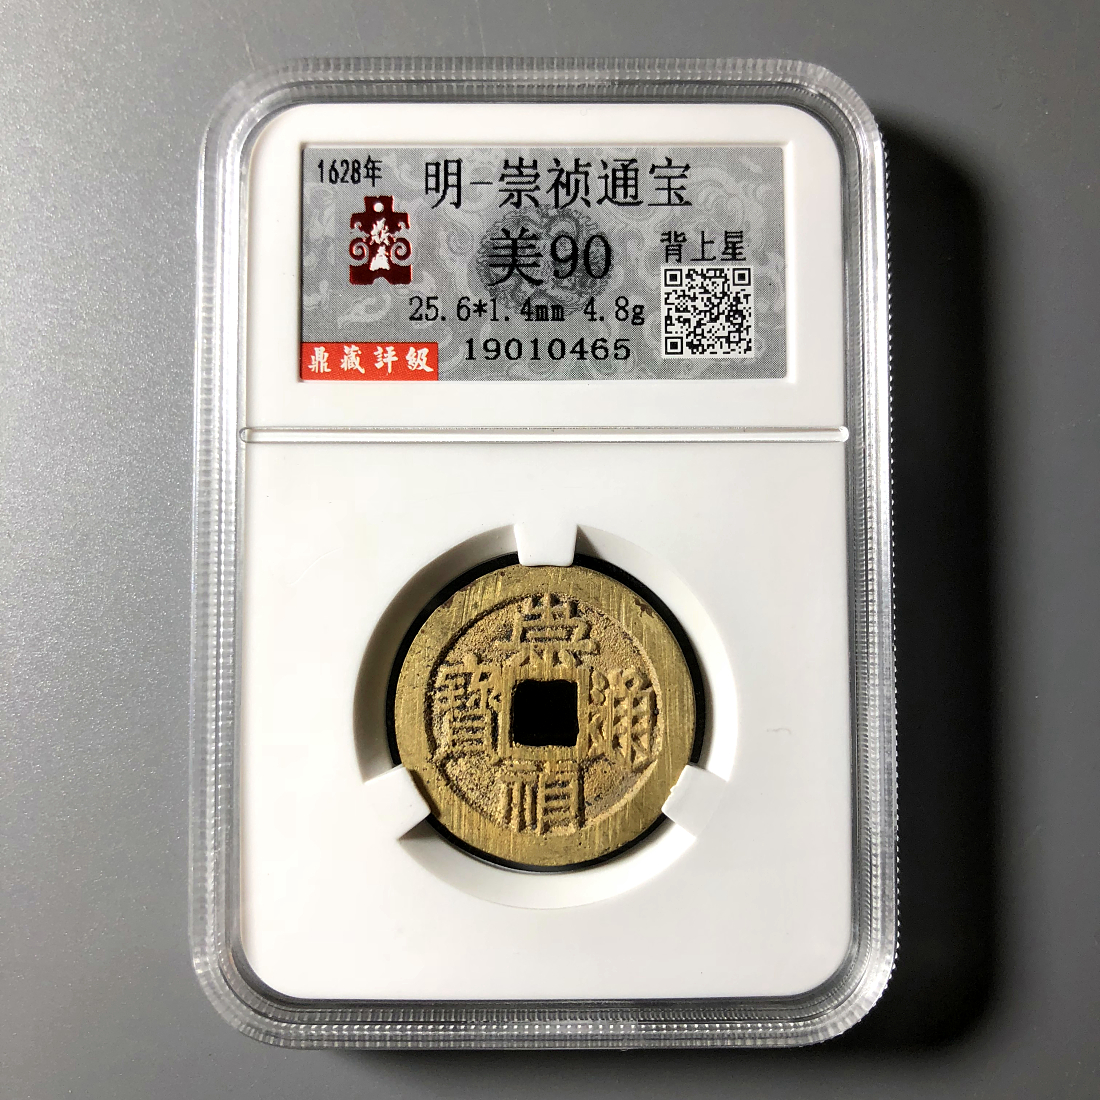 1628年
明-崇祯通宝
美90
背上星
25.6*1.4mm 4.8g
鼎藏評級
19010465
崇禎通寶